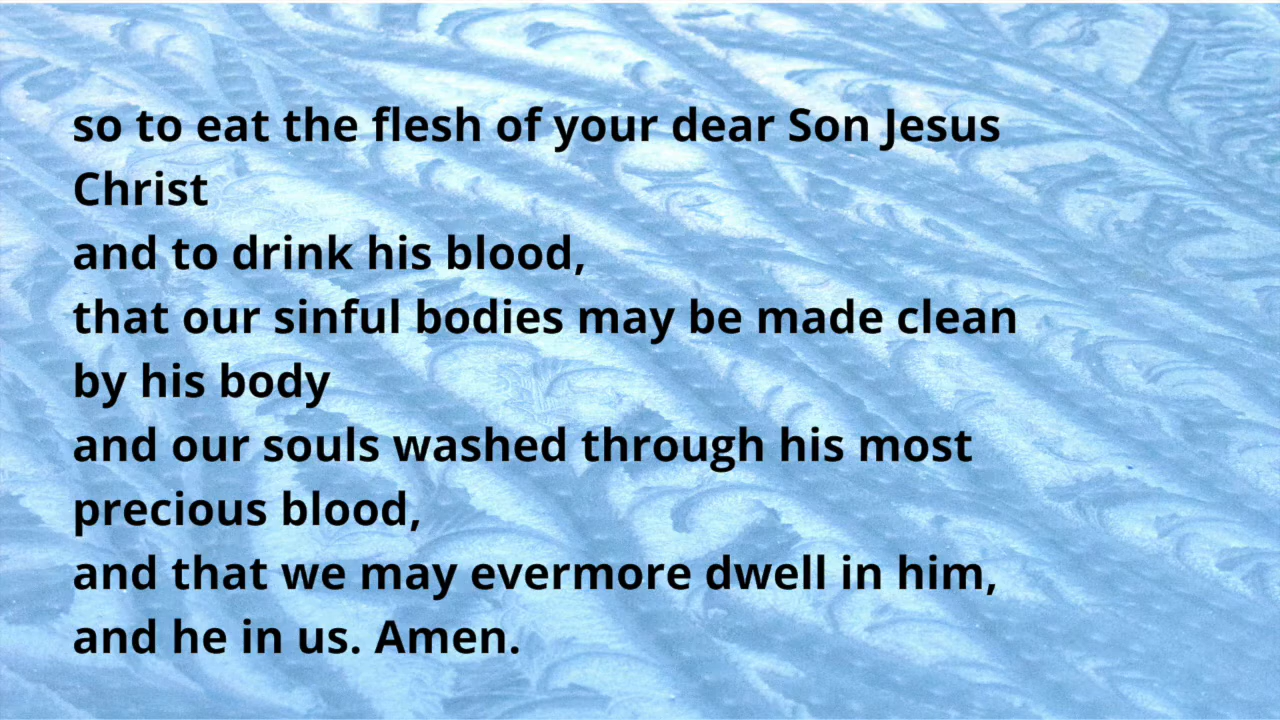 so to eat the flesh of your dear Son Jesus
Christ
and to drink his blood,
that our sinful bodies may be made clean
by his body
and our souls washed through his most
precious blood,
and that we may evermore dwell in him,
and he in us. Amen.